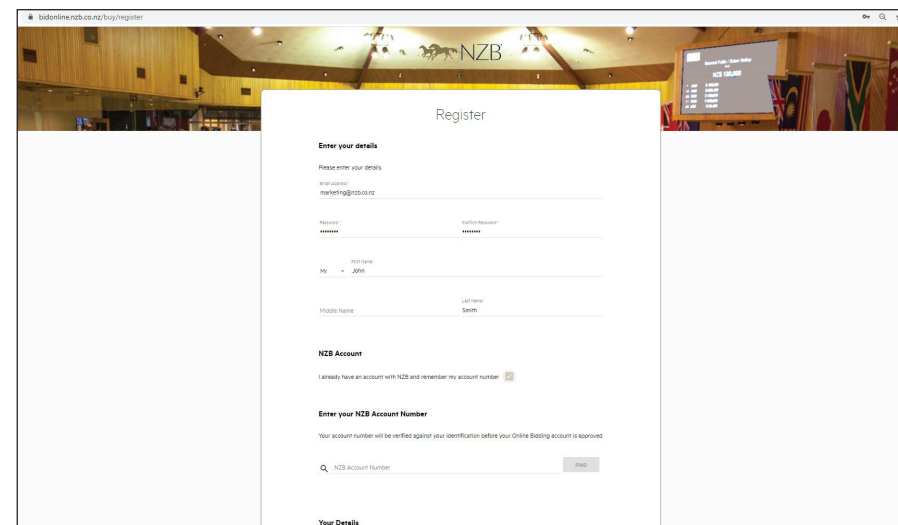 bidonline.nzb.co.nz/buy/register
NZB
NZ$ 130,000
Register
Enter your details
Please enter your details
Email Address *
marketing@nzb.co.nz
Password *
Confirm Password *
First Name *
Mr
John
Middle Name
Last Name *
Smith
NZB Account
I already have an account with NZB and remember my account number
Enter your NZB Account Number
Your account number will be verified against your identification before your Online Bidding account is approved
NZB Account Number
FIND
Your Details